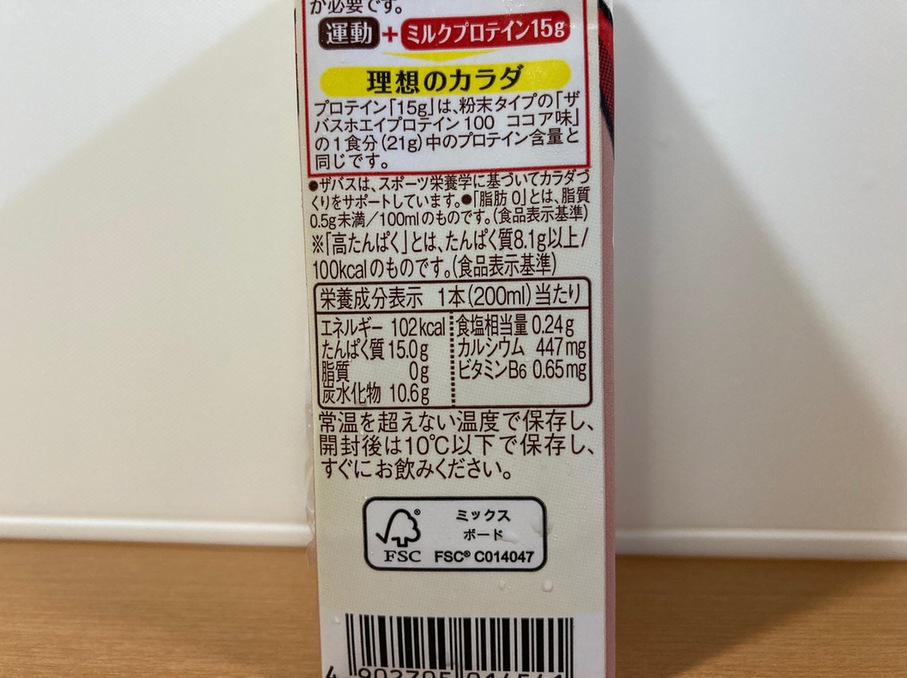 が必要です。
運動+ミルクプロテイン15g
理想のカラダ
プロテイン「15g」は、粉末タイプの「ザ
バスホエイプロテイン100 ココア味」
の1食分(21g)中のプロテイン含量と
同じです。
●ザバスは、スポーツ栄養学に基づいてカラダづ
くりをサポートしています。●「脂肪0」とは、脂質
0.5g未満/100mlのものです。(食品表示基準)
※「高たんぱく」とは、たんぱく質8.1g以上/
100kcalのものです。(食品表示基準)
栄養成分表示 1本(200ml)当たり
エネルギー 102kcal
たんぱく質 15.0g
脂質 0g
炭水化物 10.6g
食塩相当量 0.24g
カルシウム 447mg
ビタミンB6 0.65mg
常温を超えない温度で保存し、
開封後は10℃以下で保存し、
すぐにお飲みください。
ミックス
ボード
FSC® C014047
FSC